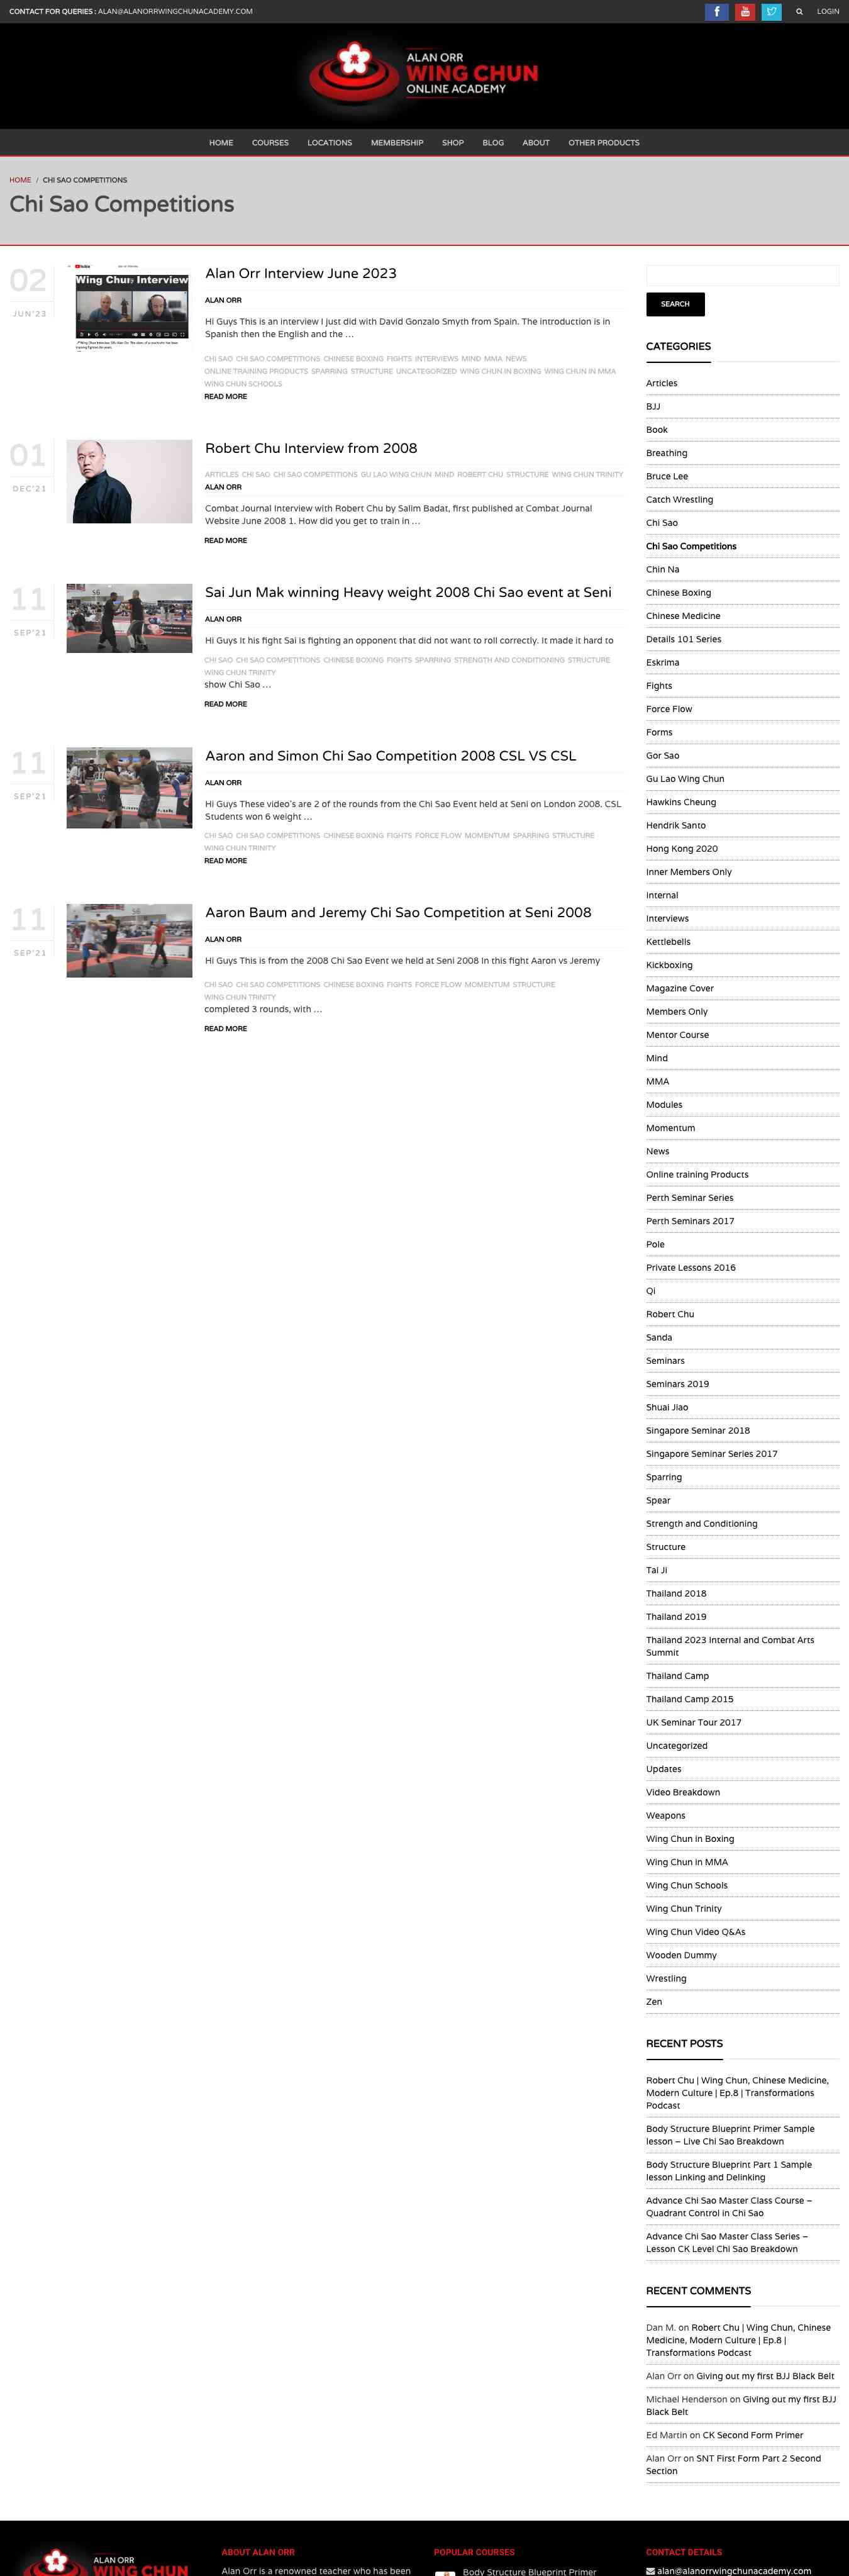 CONTACT FOR QUERIES : ALAN@ALANORRWINGCHUNACADEMY.COM
LOGIN
ALAN ORR
WING CHUN
ONLINE ACADEMY
HOME COURSES LOCATIONS MEMBERSHIP SHOP BLOG ABOUT OTHER PRODUCTS
HOME / CHI SAO COMPETITIONS
Chi Sao Competitions
02
JUN'23
Wing Chun Interview
Alan Orr Interview June 2023
ALAN ORR
Hi Guys This is an interview I just did with David Gonzalo Smyth from Spain. The introduction is in
Spanish then the English and the …
CHI SAO CHI SAO COMPETITIONS CHINESE BOXING FIGHTS INTERVIEWS MIND MMA NEWS
ONLINE TRAINING PRODUCTS SPARRING STRUCTURE UNCATEGORIZED WING CHUN IN BOXING WING CHUN IN MMA
WING CHUN SCHOOLS
READ MORE
01
DEC'21
Robert Chu Interview from 2008
ARTICLES CHI SAO CHI SAO COMPETITIONS GU LAO WING CHUN MIND ROBERT CHU STRUCTURE WING CHUN TRINITY
ALAN ORR
Combat Journal Interview with Robert Chu by Salim Badat, first published at Combat Journal
Website June 2008 1. How did you get to train in …
READ MORE
11
SEP'21
Sai Jun Mak winning Heavy weight 2008 Chi Sao event at Seni
ALAN ORR
Hi Guys It his fight Sai is fighting an opponent that did not want to roll correctly. It made it hard to
CHI SAO CHI SAO COMPETITIONS CHINESE BOXING FIGHTS SPARRING STRENGTH AND CONDITIONING STRUCTURE
WING CHUN TRINITY
show Chi Sao …
READ MORE
11
SEP'21
Aaron and Simon Chi Sao Competition 2008 CSL VS CSL
ALAN ORR
Hi Guys These video's are 2 of the rounds from the Chi Sao Event held at Seni on London 2008. CSL
Students won 6 weight …
CHI SAO CHI SAO COMPETITIONS CHINESE BOXING FIGHTS FORCE FLOW MOMENTUM SPARRING STRUCTURE
WING CHUN TRINITY
READ MORE
11
SEP'21
Aaron Baum and Jeremy Chi Sao Competition at Seni 2008
ALAN ORR
Hi Guys This is from the 2008 Chi Sao Event we held at Seni 2008 In this fight Aaron vs Jeremy
CHI SAO CHI SAO COMPETITIONS CHINESE BOXING FIGHTS FORCE FLOW MOMENTUM STRUCTURE
WING CHUN TRINITY
completed 3 rounds, with …
READ MORE
SEARCH
CATEGORIES
Articles
BJJ
Book
Breathing
Bruce Lee
Catch Wrestling
Chi Sao
Chi Sao Competitions
Chin Na
Chinese Boxing
Chinese Medicine
Details 101 Series
Eskrima
Fights
Force Flow
Forms
Gor Sao
Gu Lao Wing Chun
Hawkins Cheung
Hendrik Santo
Hong Kong 2020
Inner Members Only
Internal
Interviews
Kettlebells
Kickboxing
Magazine Cover
Members Only
Mentor Course
Mind
MMA
Modules
Momentum
News
Online training Products
Perth Seminar Series
Perth Seminars 2017
Pole
Private Lessons 2016
Qi
Robert Chu
Sanda
Seminars
Seminars 2019
Shuai Jiao
Singapore Seminar 2018
Singapore Seminar Series 2017
Sparring
Spear
Strength and Conditioning
Structure
Tai Ji
Thailand 2018
Thailand 2019
Thailand 2023 Internal and Combat Arts
Summit
Thailand Camp
Thailand Camp 2015
UK Seminar Tour 2017
Uncategorized
Updates
Video Breakdown
Weapons
Wing Chun in Boxing
Wing Chun in MMA
Wing Chun Schools
Wing Chun Trinity
Wing Chun Video Q&As
Wooden Dummy
Wrestling
Zen
RECENT POSTS
Robert Chu | Wing Chun, Chinese Medicine,
Modern Culture | Ep.8 | Transformations
Podcast
Body Structure Blueprint Primer Sample
lesson – Live Chi Sao Breakdown
Body Structure Blueprint Part 1 Sample
lesson Linking and Delinking
Advance Chi Sao Master Class Course –
Quadrant Control in Chi Sao
Advance Chi Sao Master Class Series –
Lesson CK Level Chi Sao Breakdown
RECENT COMMENTS
Dan M. on Robert Chu | Wing Chun, Chinese
Medicine, Modern Culture | Ep.8 |
Transformations Podcast
Alan Orr on Giving out my first BJJ Black Belt
Michael Henderson on Giving out my first BJJ
Black Belt
Ed Martin on CK Second Form Primer
Alan Orr on SNT First Form Part 2 Second
Section
ALAN ORR
WING CHUN
ABOUT ALAN ORR
Alan Orr is a renowned teacher who has been
POPULAR COURSES
Body Structure Blueprint Primer
CONTACT DETAILS
alan@alanorrwingchunacademy.com